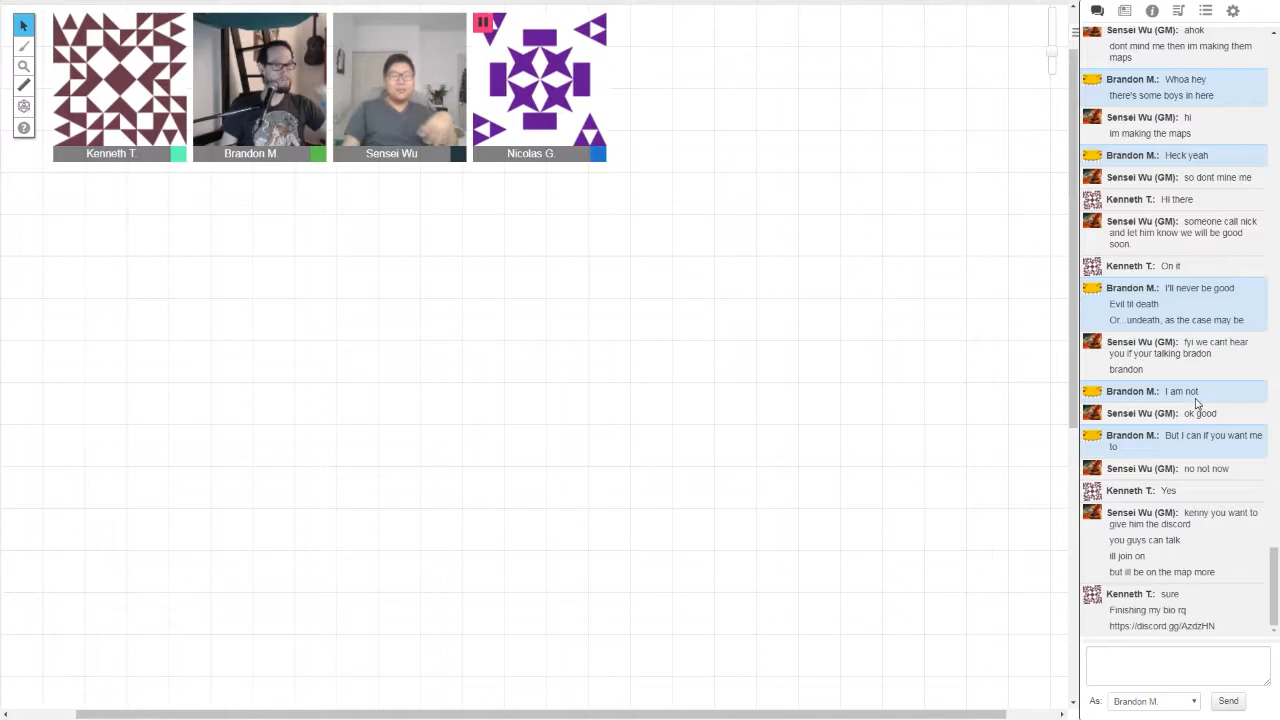 Kenneth T.
Brandon M.
Sensei Wu
Nicolas G.
Sensei Wu (GM): ahok
dont mind me then im making them
maps
Brandon M.: Whoa hey
there's some boys in here
Sensei Wu (GM): hi
im making the maps
Brandon M.: Heck yeah
Sensei Wu (GM): so dont mine me
Kenneth T.: HI there
Sensei Wu (GM): someone call nick
and let him know we will be good
soon.
Kenneth T.: On it
Brandon M.: I'll never be good
Evil til death
Or...undeath, as the case may be
Sensei Wu (GM): fyi we cant hear
you if your talking bradon
brandon
Brandon M.: I am not
Sensei Wu (GM): ok good
Brandon M.: But I can if you want me
to
Sensei Wu (GM): no not now
Kenneth T.: Yes
Sensei Wu (GM): kenny you want to
give him the discord
you guys can talk
ill join on
but ill be on the map more
Kenneth T.: sure
Finishing my bio rq
https://discord.gg/AzdzHN
As: Brandon M.
Send